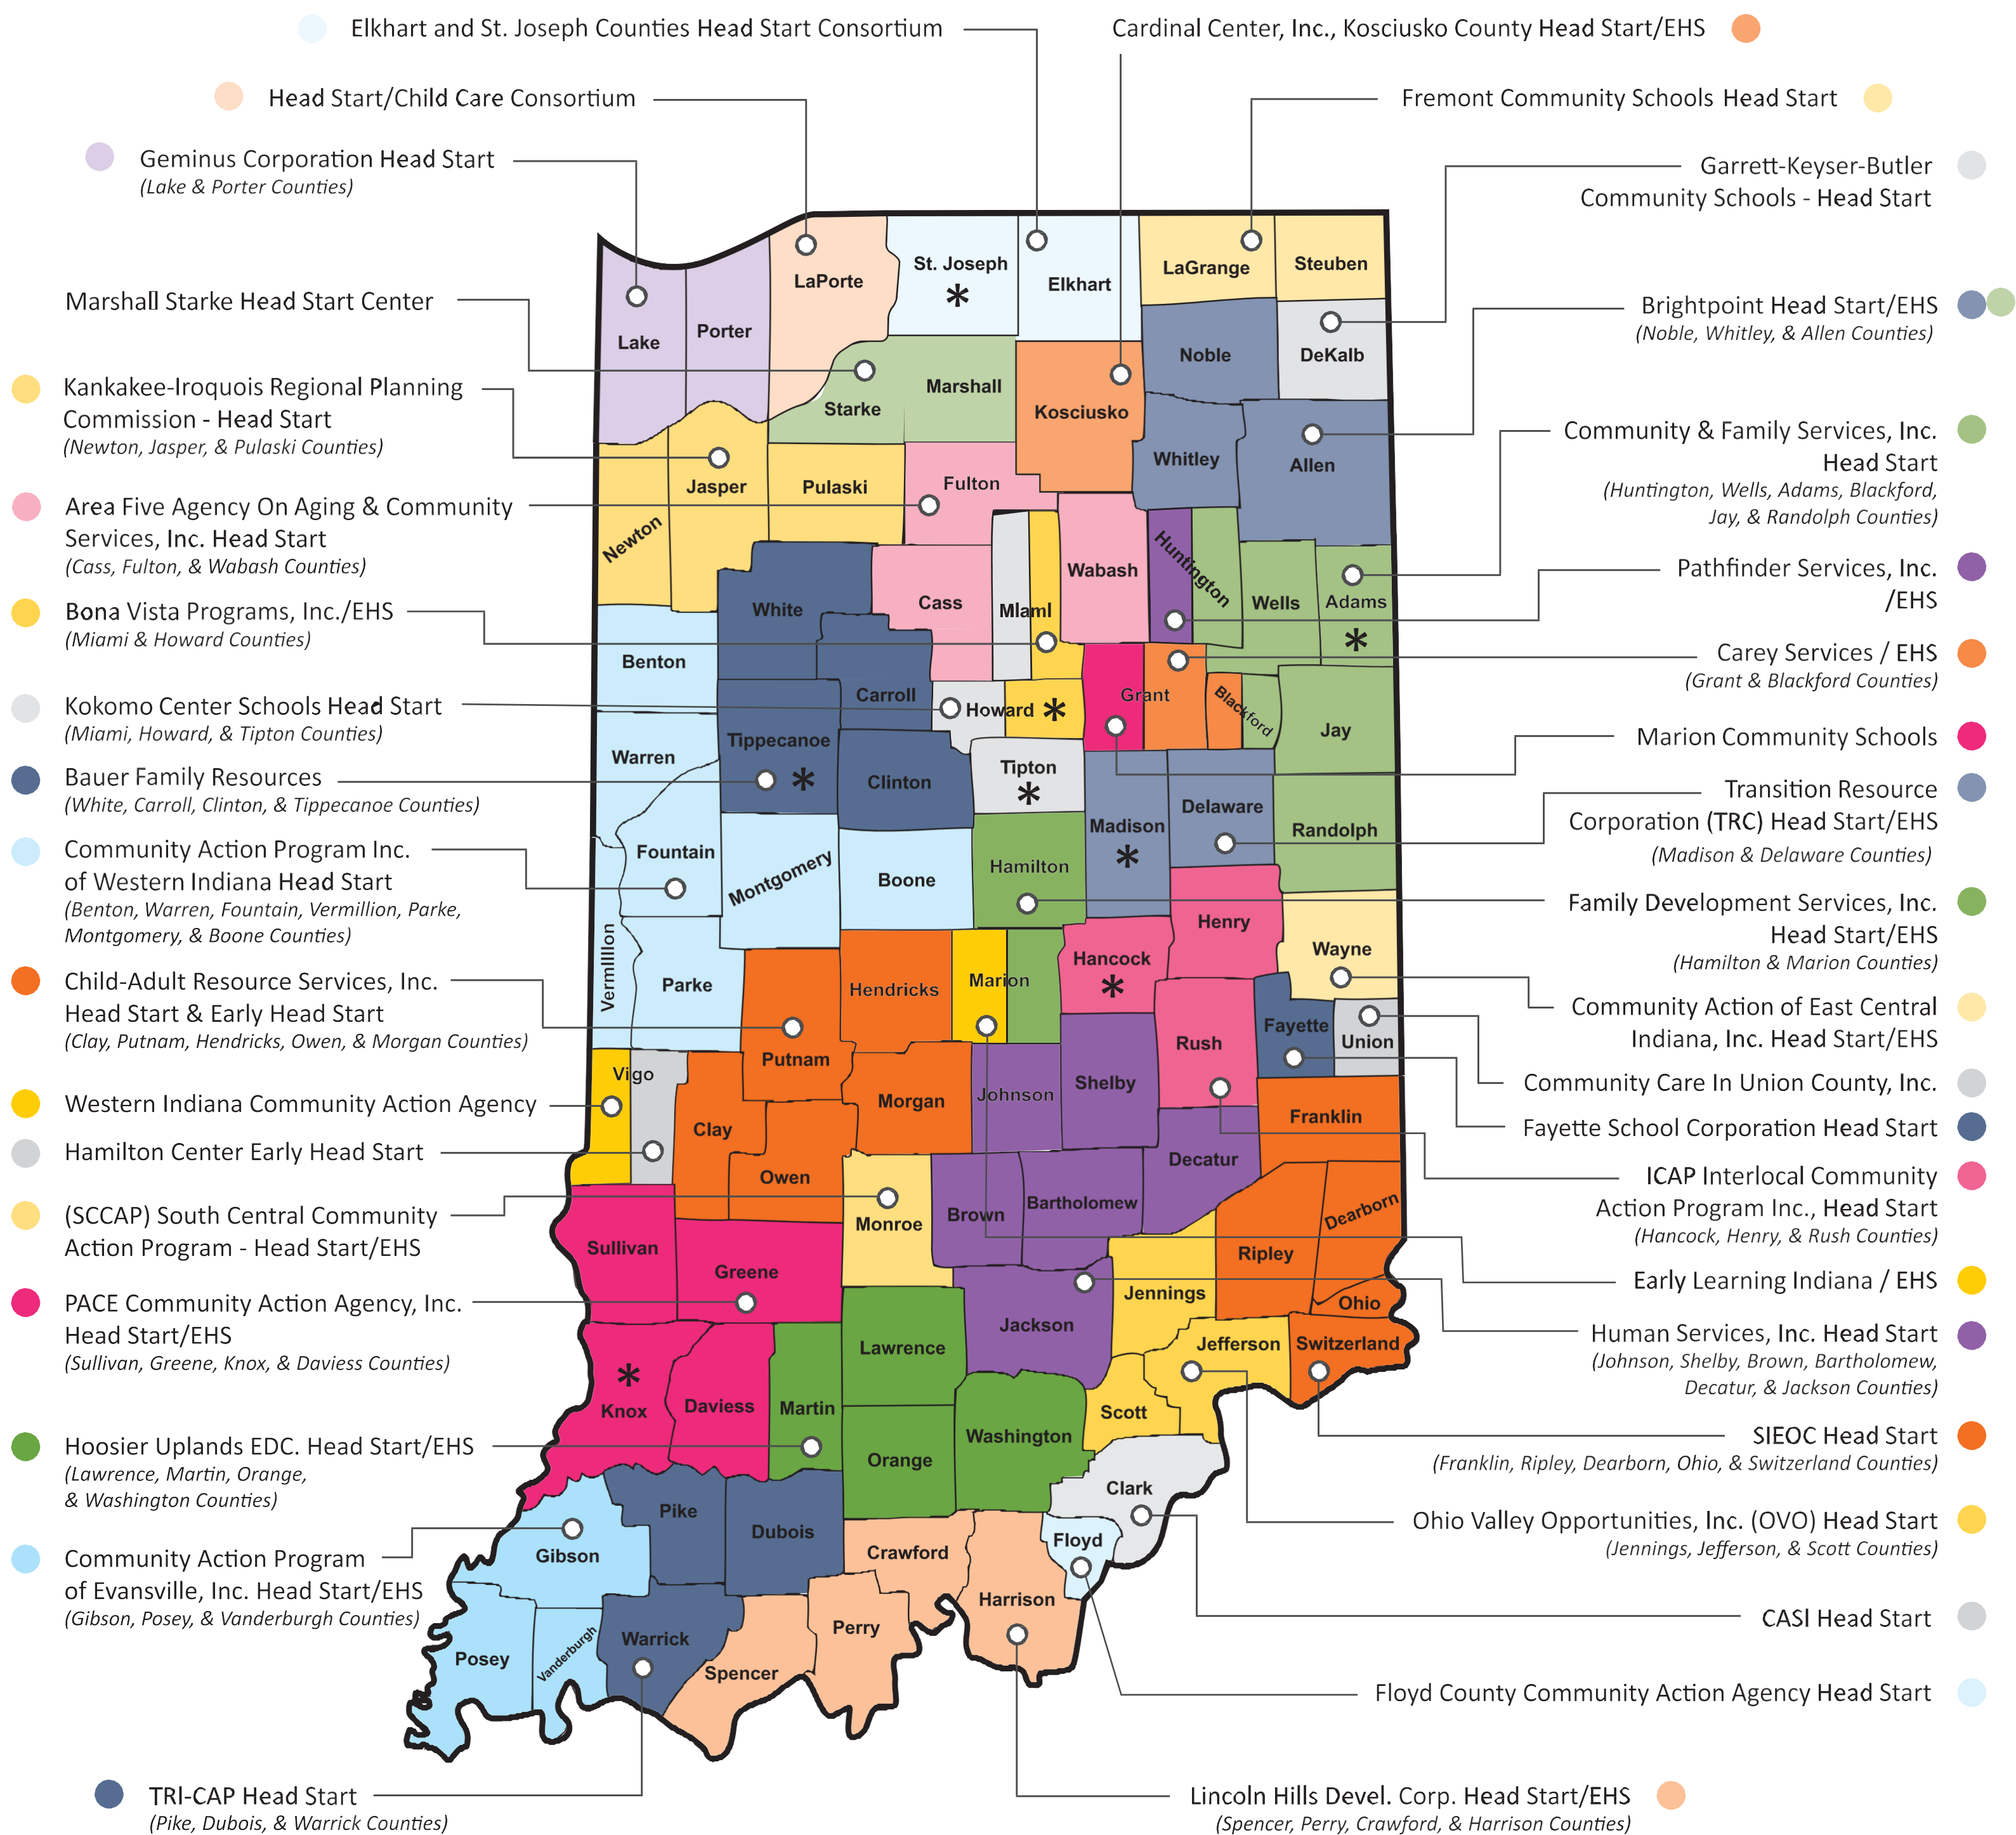 Elkhart and St. Joseph Counties Head Start Consortium
Cardinal Center, Inc., Kosciusko County Head Start/EHS
Head Start/Child Care Consortium
Fremont Community Schools Head Start
Geminus Corporation Head Start
(Lake & Porter Counties)
Garrett-Keyser-Butler
Community Schools - Head Start
Marshall Starke Head Start Center
Brightpoint Head Start/EHS
(Noble, Whitley, & Allen Counties)
Kankakee-Iroquois Regional Planning
Commission - Head Start
(Newton, Jasper, & Pulaski Counties)
Community & Family Services, Inc.
Head Start
(Huntington, Wells, Adams, Blackford,
Jay, & Randolph Counties)
Area Five Agency On Aging & Community
Services, Inc. Head Start
(Cass, Fulton, & Wabash Counties)
Pathfinder Services, Inc.
/EHS
Bona Vista Programs, Inc./EHS
(Miami & Howard Counties)
Carey Services / EHS
(Grant & Blackford Counties)
Kokomo Center Schools Head Start
(Miami, Howard, & Tipton Counties)
Marion Community Schools
Bauer Family Resources
(White, Carroll, Clinton, & Tippecanoe Counties)
Transition Resource
Corporation (TRC) Head Start/EHS
(Madison & Delaware Counties)
Community Action Program Inc.
of Western Indiana Head Start
(Benton, Warren, Fountain, Vermillion, Parke,
Montgomery, & Boone Counties)
Family Development Services, Inc.
Head Start/EHS
(Hamilton & Marion Counties)
Child-Adult Resource Services, Inc.
Head Start & Early Head Start
(Clay, Putnam, Hendricks, Owen, & Morgan Counties)
Community Action of East Central
Indiana, Inc. Head Start/EHS
Community Care In Union County, Inc.
Western Indiana Community Action Agency
Fayette School Corporation Head Start
Hamilton Center Early Head Start
ICAP Interlocal Community
Action Program Inc., Head Start
(Hancock, Henry, & Rush Counties)
(SCCAP) South Central Community
Action Program - Head Start/EHS
Early Learning Indiana / EHS
PACE Community Action Agency, Inc.
Head Start/EHS
(Sullivan, Greene, Knox, & Daviess Counties)
Human Services, Inc. Head Start
(Johnson, Shelby, Brown, Bartholomew,
Decatur, & Jackson Counties)
Hoosier Uplands EDC. Head Start/EHS
(Lawrence, Martin, Orange,
& Washington Counties)
SIEOC Head Start
(Franklin, Ripley, Dearborn, Ohio, & Switzerland Counties)
Ohio Valley Opportunities, Inc. (OVO) Head Start
(Jennings, Jefferson, & Scott Counties)
Community Action Program
of Evansville, Inc. Head Start/EHS
(Gibson, Posey, & Vanderburgh Counties)
CASI Head Start
Floyd County Community Action Agency Head Start
TRI-CAP Head Start
(Pike, Dubois, & Warrick Counties)
Lincoln Hills Devel. Corp. Head Start/EHS
(Spencer, Perry, Crawford, & Harrison Counties)
Lake
Porter
LaPorte
St. Joseph
*
Elkhart
LaGrange
Steuben
Noble
DeKalb
Starke
Marshall
Kosciusko
Whitley
Allen
Newton
Jasper
Pulaski
Fulton
White
Cass
MIamI
Wabash
Huntington
Wells
Adams
*
Benton
Carroll
Howard *
Grant
Blackford
Jay
Warren
Tippecanoe
*
Clinton
Tipton
*
Madison
*
Delaware
Randolph
Fountain
Montgomery
Boone
Hamilton
Henry
Wayne
VermIllIon
Parke
Putnam
Hendricks
Marion
Hancock
*
Rush
Fayette
Union
Vigo
Clay
Owen
Morgan
Johnson
Shelby
Decatur
Franklin
Sullivan
Greene
Monroe
Brown
Bartholomew
Ripley
Dearborn
Ohio
Jennings
Jackson
Lawrence
Jefferson
Switzerland
*
Knox
Daviess
Martin
Orange
Washington
Scott
Clark
Floyd
Gibson
Pike
Dubois
Crawford
Harrison
Posey
Vanderburgh
Warrick
Spencer
Perry